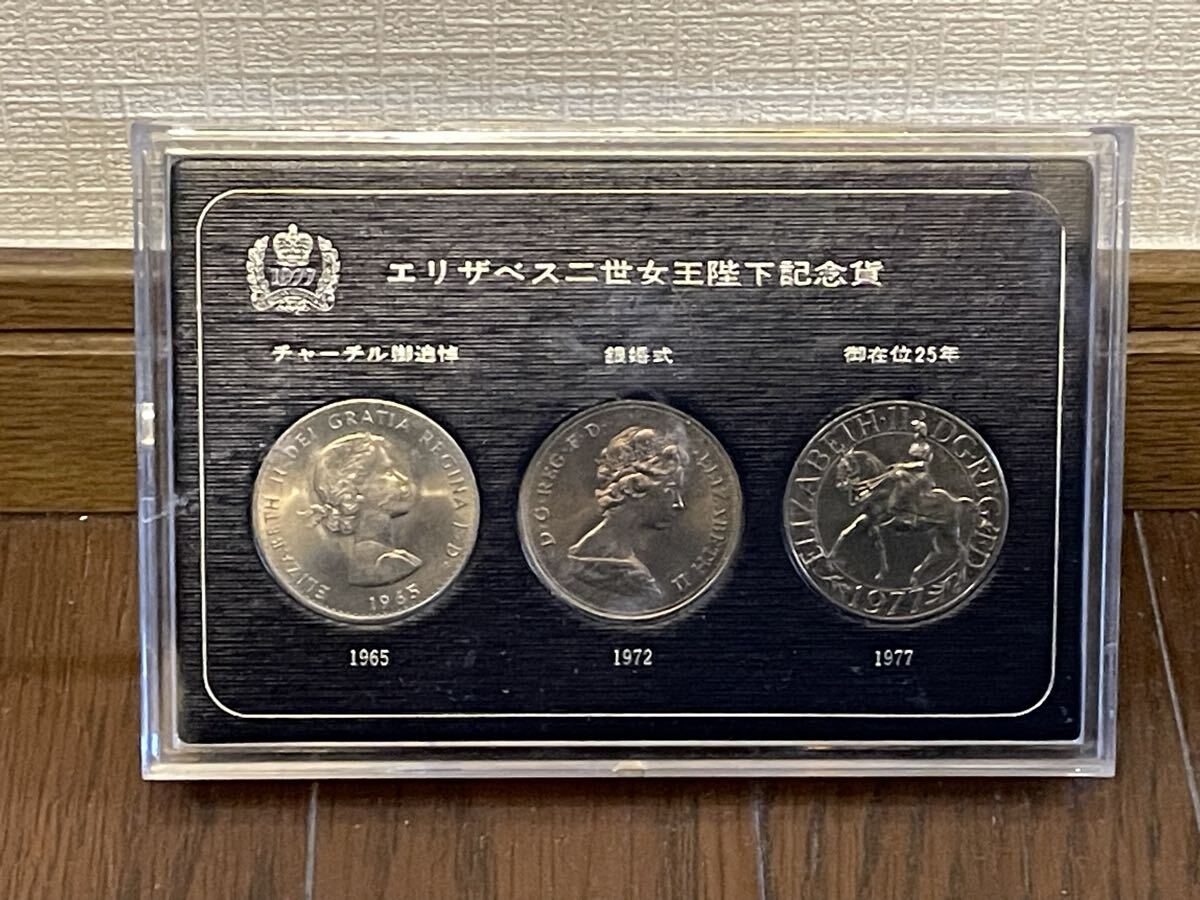 1977
エリザベス二世女王陛下記念貨
チャーチル御追悼
銀婚式
御在位25年
ELIZABETH II DEI GRATIA REGINA F.D.
1965
D·G·REG·F·D· ELIZABETH II
ELIZABETH·II D·G·REG F·D
1977
1965
1972
1977